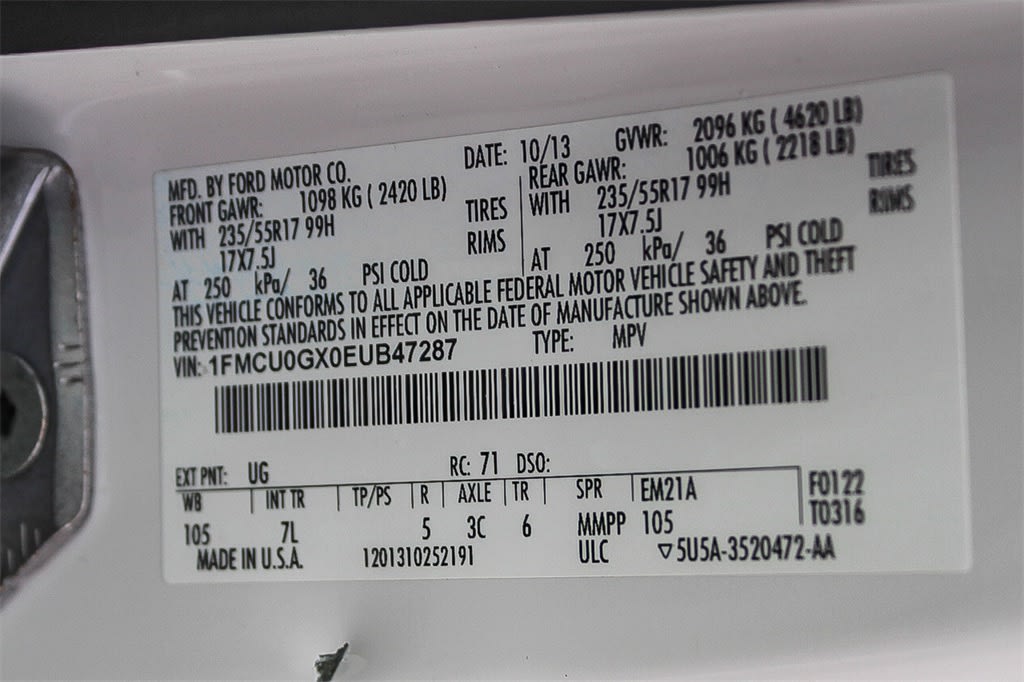 MFD. BY FORD MOTOR CO. DATE: 10/13 GVWR: 2096 KG ( 4620 LB)
FRONT GAWR: 1098 KG ( 2420 LB) REAR GAWR: 1006 KG ( 2218 LB)
WITH 235/55R17 99H TIRES WITH 235/55R17 99H TIRES
17X7.5J RIMS 17X7.5J RIMS
AT 250 kPa/ 36 PSI COLD AT 250 kPa/ 36 PSI COLD
THIS VEHICLE CONFORMS TO ALL APPLICABLE FEDERAL MOTOR VEHICLE SAFETY AND THEFT
PREVENTION STANDARDS IN EFFECT ON THE DATE OF MANUFACTURE SHOWN ABOVE.
VIN: 1FMCU0GX0EUB47287 TYPE: MPV
EXT PNT: UG RC: 71 DSO:
WB INT TR TP/PS R AXLE TR SPR EM21A F0122
105 7L 5 3C 6 MMPP 105 T0316
MADE IN U.S.A. 1201310252191 ULC ▽5U5A-3520472-AA